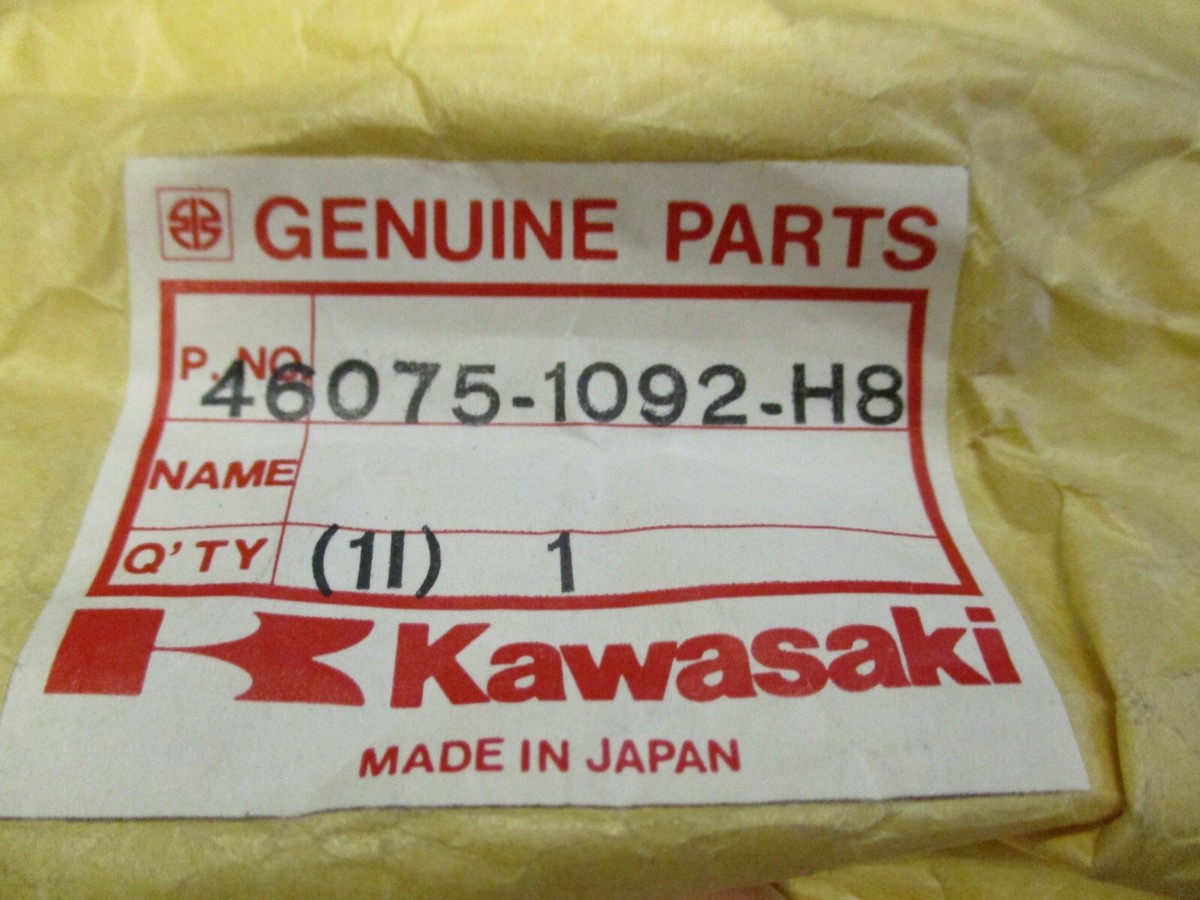 GENUINE PARTS
P. NO. 46075-1092-H8
NAME
Q'TY (1I) 1
Kawasaki
MADE IN JAPAN